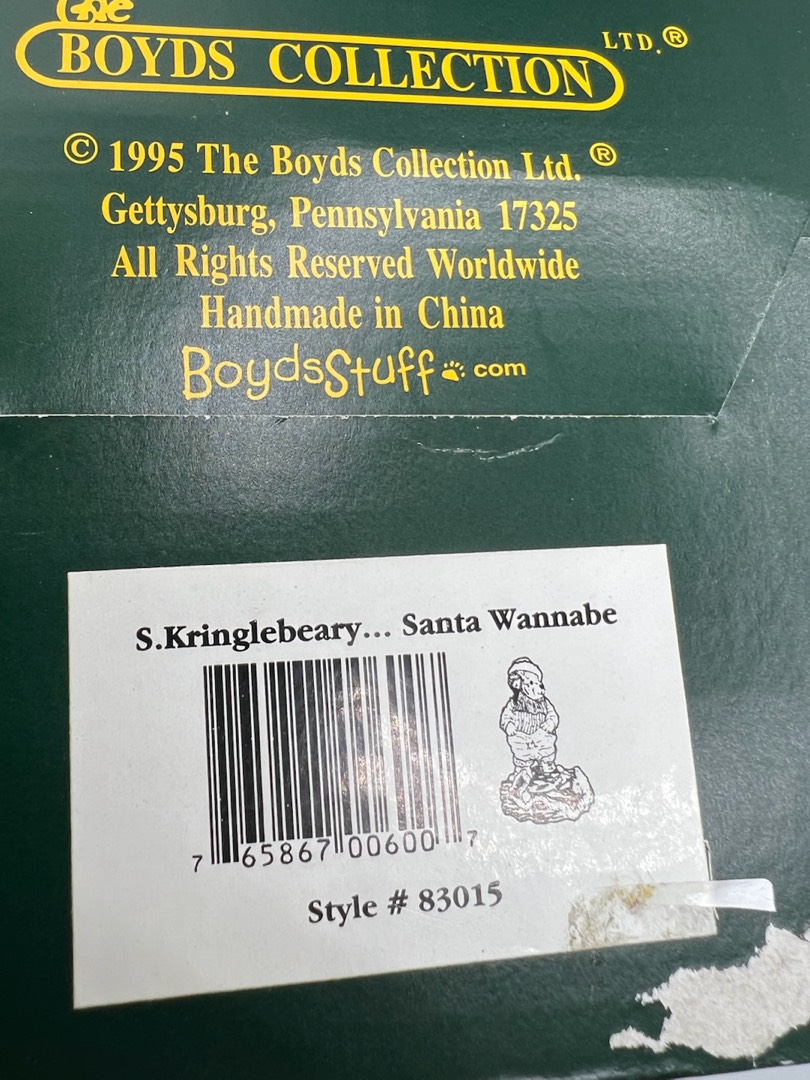 The
BOYDS COLLECTION LTD.®
© 1995 The Boyds Collection Ltd.®
Gettysburg, Pennsylvania 17325
All Rights Reserved Worldwide
Handmade in China
BoydsStuff.com
S.Kringlebeary... Santa Wannabe
7 65867 00600 7
Style # 83015